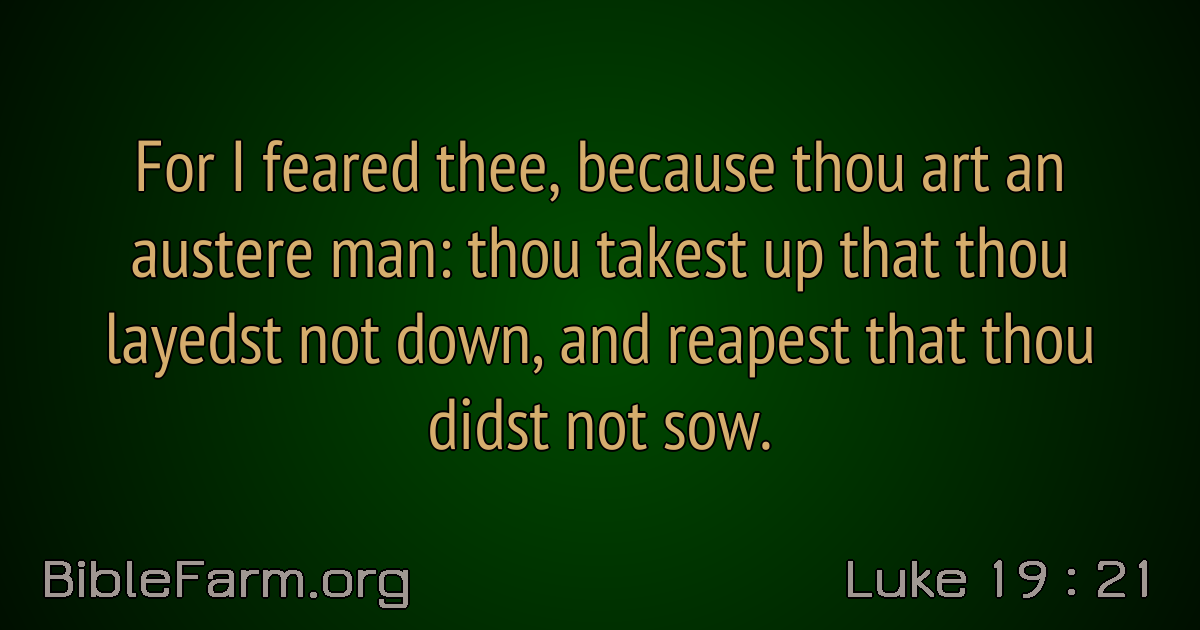 For I feared thee, because thou art an
austere man: thou takest up that thou
layedst not down, and reapest that thou
didst not sow.
BibleFarm.org
Luke 19 : 21